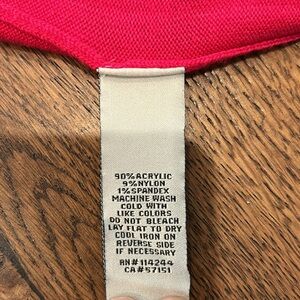 90% ACRYLIC
9% NYLON
1% SPANDEX
MACHINE WASH
COLD WITH
LIKE COLORS
DO NOT BLEACH
LAY FLAT TO DRY
COOL IRON ON
REVERSE SIDE
IF NECESSARY
RN# 114244
CA# 57151